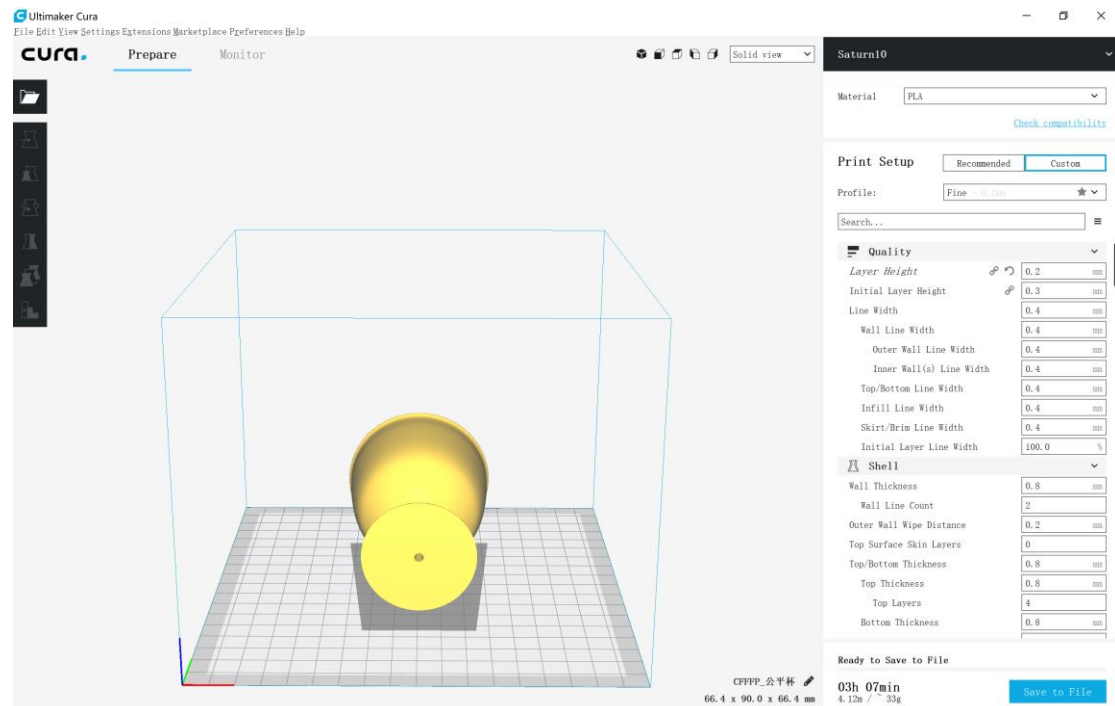 Ultimaker Cura
File Edit View Settings Extensions Marketplace Preferences Help
cura.
Prepare
Monitor
Solid view
Saturn10
Material
PLA
Check compatibility
Print Setup
Recommended
Custom
Profile:
Fine - 0.1mm
Search...
Quality
Layer Height 0.2 mm
Initial Layer Height 0.3 mm
Line Width 0.4 mm
Wall Line Width 0.4 mm
Outer Wall Line Width 0.4 mm
Inner Wall(s) Line Width 0.4 mm
Top/Bottom Line Width 0.4 mm
Infill Line Width 0.4 mm
Skirt/Brim Line Width 0.4 mm
Initial Layer Line Width 100.0 %
Shell
Wall Thickness 0.8 mm
Wall Line Count 2
Outer Wall Wipe Distance 0.2 mm
Top Surface Skin Layers 0
Top/Bottom Thickness 0.8 mm
Top Thickness 0.8 mm
Top Layers 4
Bottom Thickness 0.8 mm
CFFFP_公平杯
66.4 x 90.0 x 66.4 mm
Ready to Save to File
03h 07min
4.12m / ~ 33g
Save to File